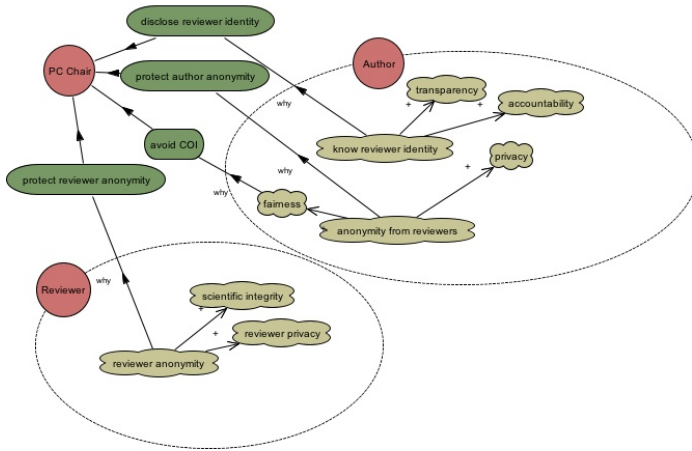 disclose reviewer identity
Author
PC Chair
protect author anonymity
transparency
why
+
+
accountability
avoid COI
know reviewer identity
privacy
protect reviewer anonymity
why
+
why
fairness
anonymity from reviewers
Reviewer
why
scientific integrity
+
+
reviewer privacy
reviewer anonymity